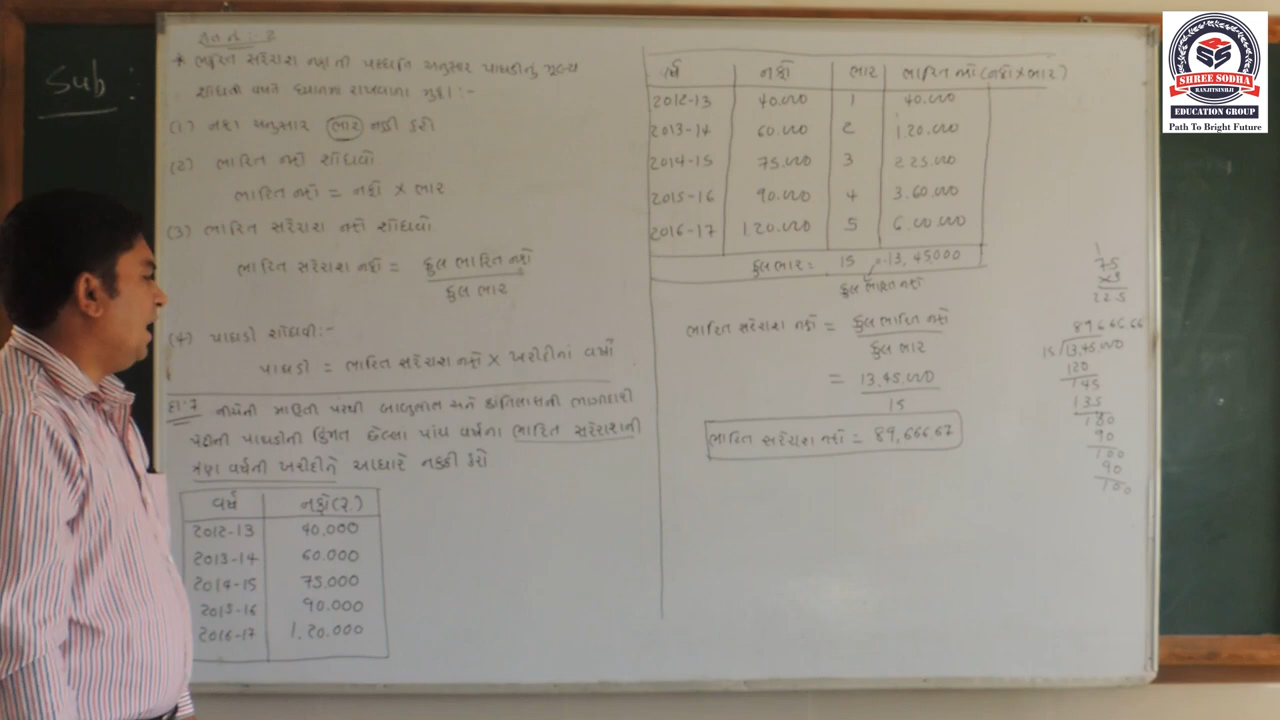 Sub :
* ભારિત સરેરાશ નફાની પધ્ધતિ અનુસાર પાઘડીનું મૂલ્ય
શોધતી વખતે ધ્યાનમાં રાખવાના મુદ્દા :-
(1) નફા અનુસાર ભાર નક્કી કરો
(2) ભારિત નફો શોધવો
ભારિત નફો = નફો × ભાર
(3) ભારિત સરેરાશ નફો શોધવો
ભારિત સરેરાશ નફો = કુલ ભારિત નફો
કુલ ભાર
(4) પાઘડી શોધવી :-
પાઘડી = ભારિત સરેરાશ નફો × ખરીદીનાં વર્ષો
દા-7 નીચેની માહિતી પરથી બાબુલાલ અને કાંતિલાલની ભાગીદારી
પેઢીની પાઘડીની કિંમત છેલ્લા પાંચ વર્ષના ભારિત સરેરાશની
ત્રણ વર્ષની ખરીદીને આધારે નક્કી કરો
વર્ષ નફો (રૂ.)
2012-13 40,000
2013-14 60.000
2014-15 75,000
2015-16 90.000
2016-17 1,20.000
વર્ષ નફો ભાર ભારિત નફો (નફો × ભાર)
2012-13 40.000 1 40.000
2013-14 60.000 2 1,20.000
2014-15 75.000 3 2 25.000
2015-16 90.000 4 3.60.000
2016-17 1,20.000 5 6.00.000
કુલ ભાર : 15 13,45000
કુલ ભારિત નફો
ભારિત સરેરાશ નફો = કુલ ભારિત નફો
કુલ ભાર
= 13,45,000
15
ભારિત સરેરાશ નફો = 89,666.67
1
75
×3
225
89666.66
15 13,45,000
120
145
135
100
90
100
90
100
SHREE SODHA
RANJITSINHJI
EDUCATION GROUP
Path To Bright Future